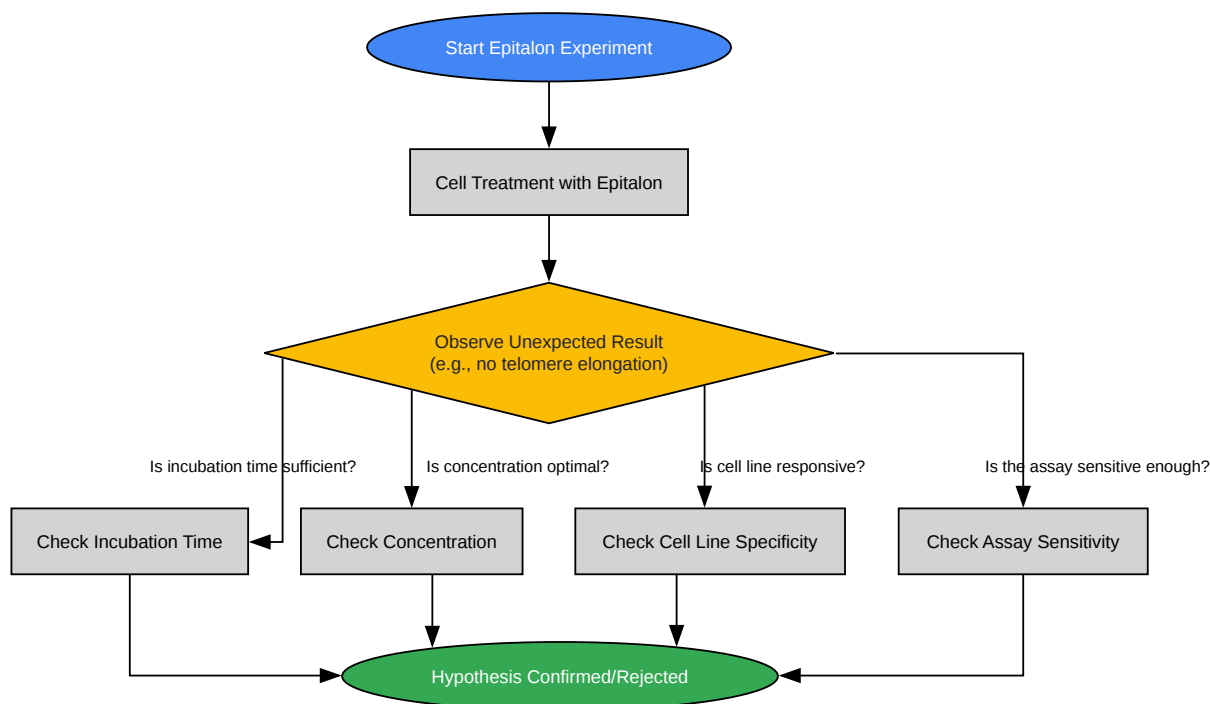 Start Epitalon Experiment
Cell Treatment with Epitalon
Observe Unexpected Result
(e.g., no telomere elongation)
Is incubation time sufficient?
Is concentration optimal?
Is cell line responsive?
Is the assay sensitive enough?
Check Incubation Time
Check Concentration
Check Cell Line Specificity
Check Assay Sensitivity
Hypothesis Confirmed/Rejected